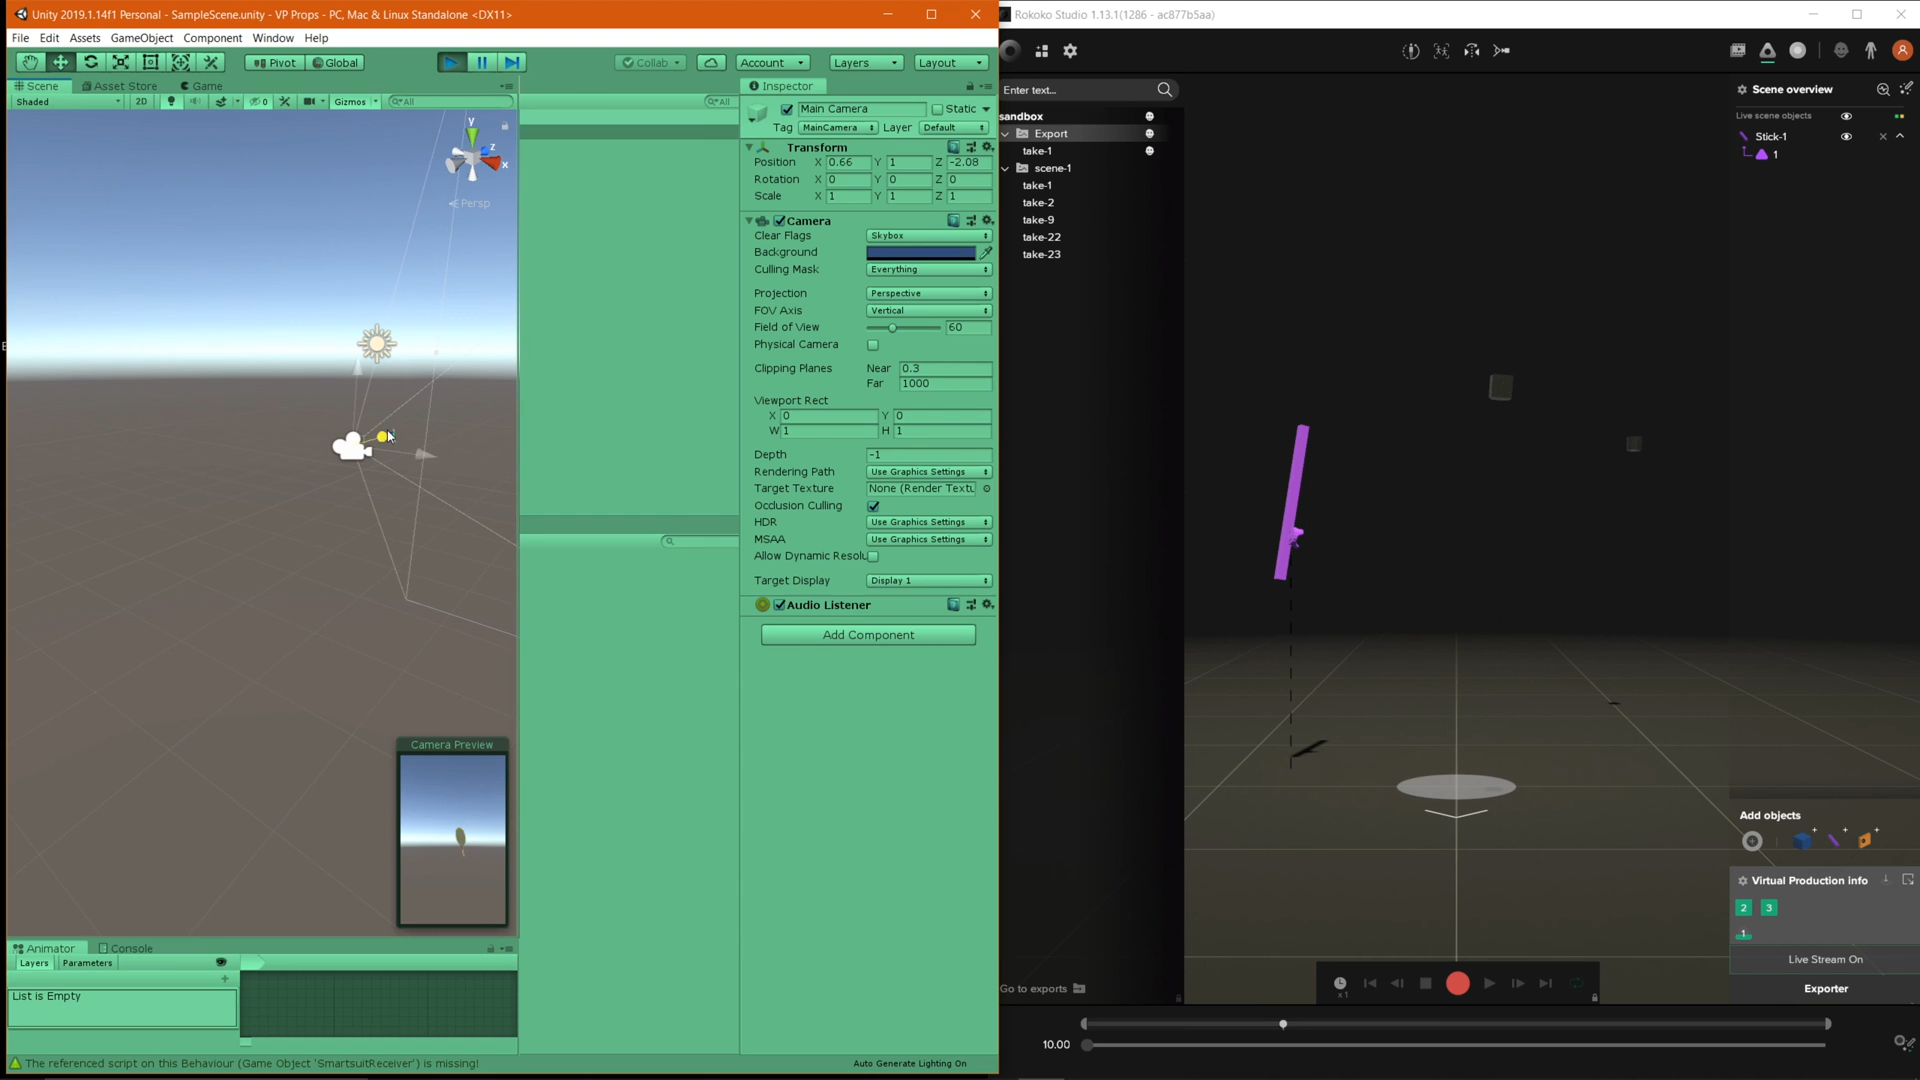 Unity 2019.1.14f1 Personal - SampleScene.unity - VP Props - PC, Mac & Linux Standalone <DX11>
File Edit Assets GameObject Component Window Help
Pivot Global Collab Account Layers Layout
Scene Asset Store Game
Shaded 2D 0 Gizmos All
All
y
z
x
Persp
Camera Preview
Animator Console
Layers Parameters
List is Empty
The referenced script on this Behaviour (Game Object 'SmartsuitReceiver') is missing!
Auto Generate Lighting On
Inspector
Main Camera Static
Tag MainCamera Layer Default
Transform
Position X 0.66 Y 1 Z -2.08
Rotation X 0 Y 0 Z 0
Scale X 1 Y 1 Z 1
Camera
Clear Flags Skybox
Background
Culling Mask Everything
Projection Perspective
FOV Axis Vertical
Field of View 60
Physical Camera
Clipping Planes Near 0.3
Far 1000
Viewport Rect
X 0 Y 0
W 1 H 1
Depth -1
Rendering Path Use Graphics Settings
Target Texture None (Render Textu
Occlusion Culling
HDR Use Graphics Settings
MSAA Use Graphics Settings
Allow Dynamic Resolu
Target Display Display 1
Audio Listener
Add Component
Rokoko Studio 1.13.1(1286 - ac877b5aa)
Enter text...
sandbox
Export
take-1
scene-1
take-1
take-2
take-9
take-22
take-23
Go to exports
Scene overview
Live scene objects
Stick-1
1
Add objects
Virtual Production info
2 3
1
Live Stream On
Exporter
x1
10.00